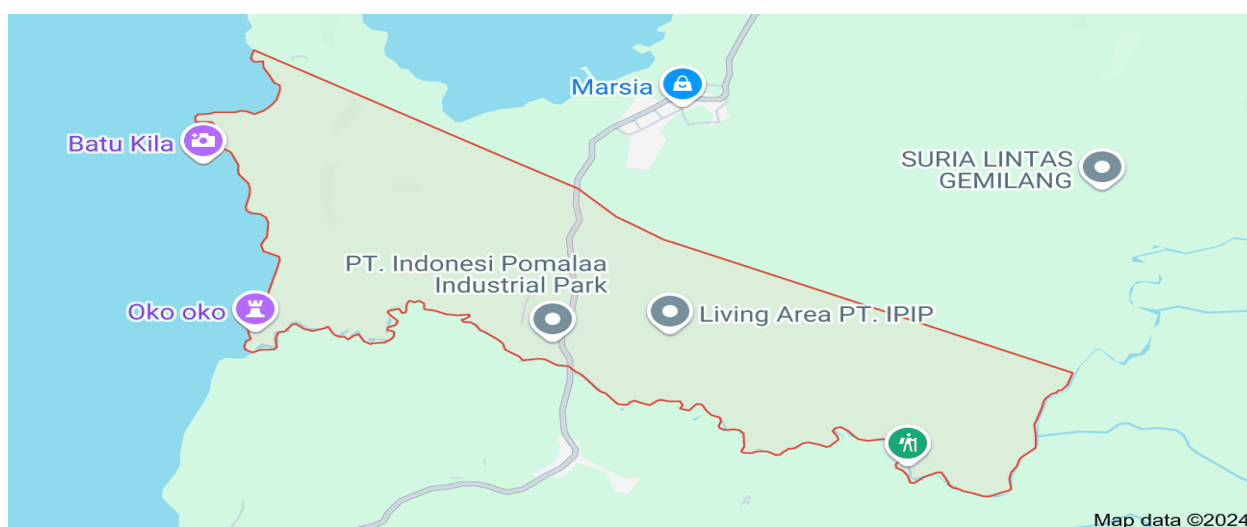 Marsia
Batu Kila
SURIA LINTAS
GEMILANG
PT. Indonesi Pomalaa
Industrial Park
Oko oko
Living Area PT. IPIP
Map data ©2024